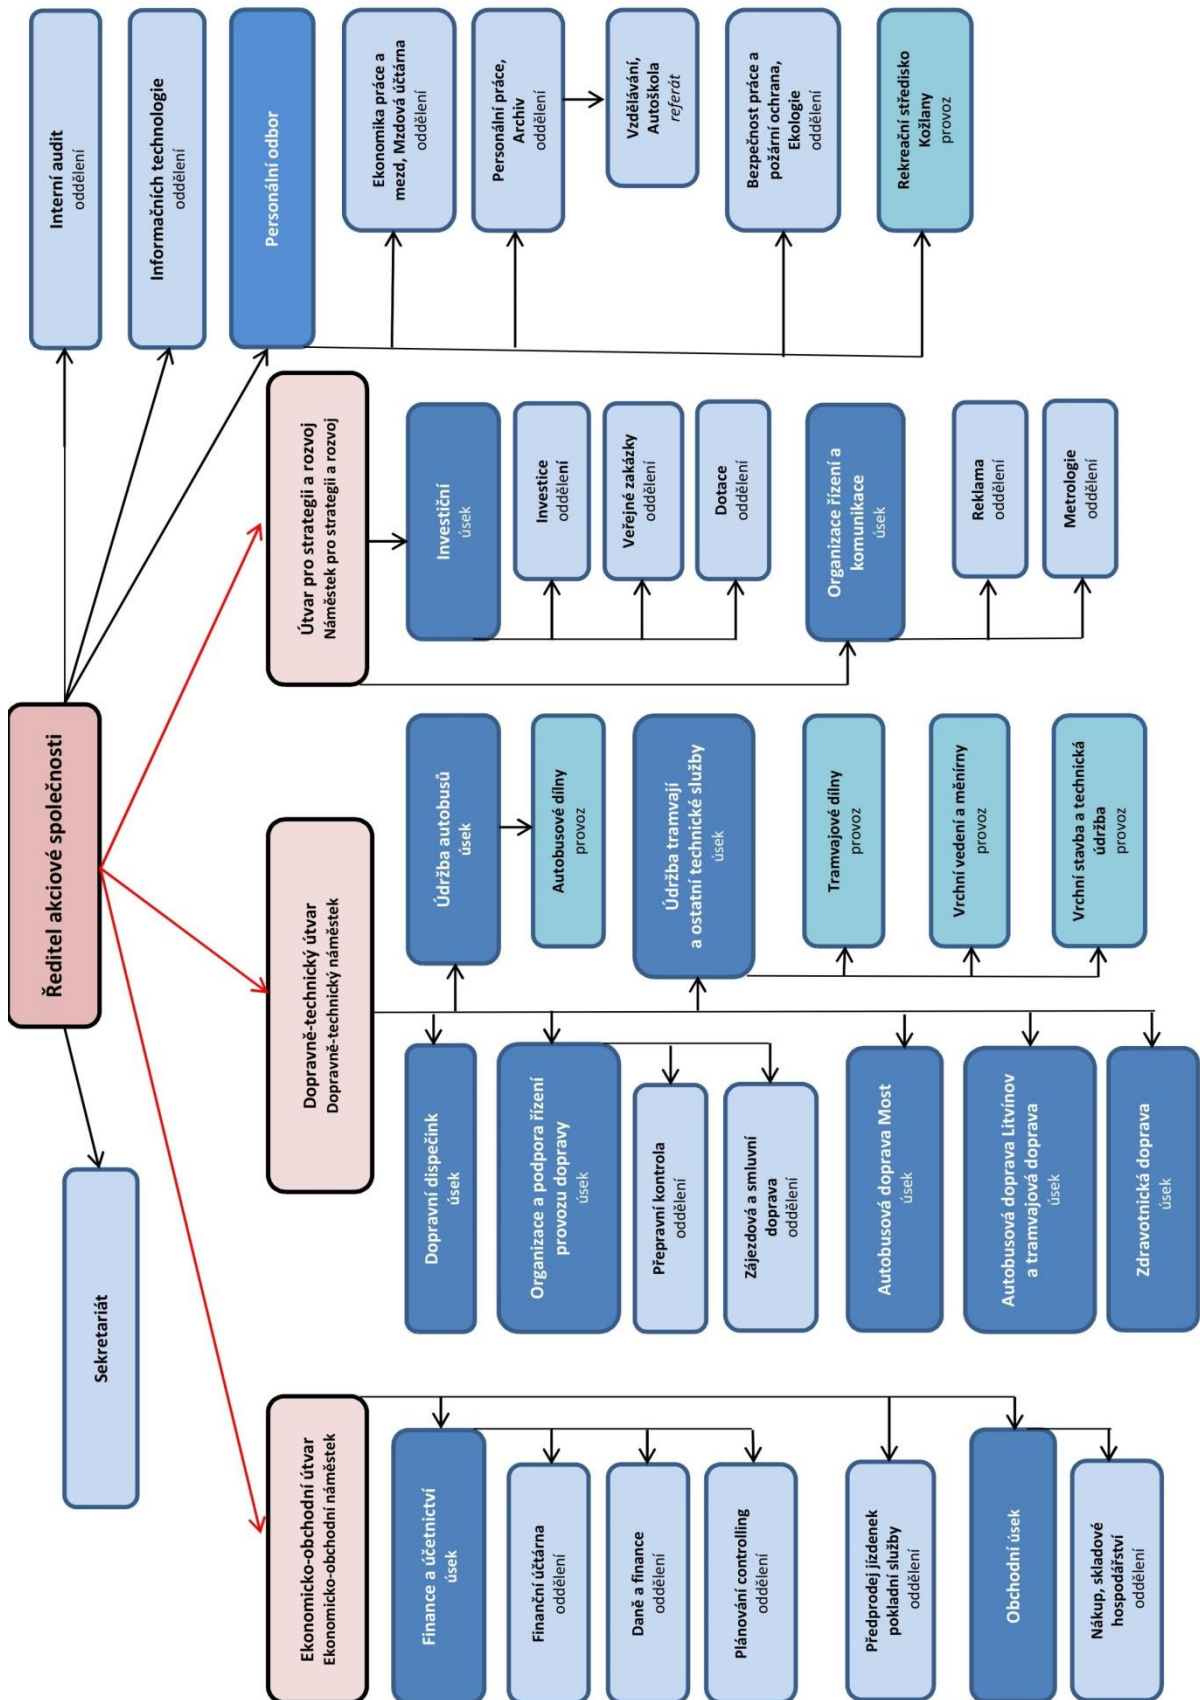 Ředitel akciové společnosti
Sekretariát
Interní audit
oddělení
Informačních technologie
oddělení
Personální odbor
Ekonomika práce a
mezd, Mzdová účtárna
oddělení
Personální práce,
Archiv
oddělení
Vzdělávání,
Autoškola
referát
Bezpečnost práce a
požární ochrana,
Ekologie
oddělení
Rekreační středisko
Kožlany
provoz
Ekonomicko-obchodní útvar
Ekonomicko-obchodní náměstek
Finance a účetnictví
úsek
Finanční účtárna
oddělení
Daně a finance
oddělení
Plánování controlling
oddělení
Předprodej jízdenek
pokladní služby
oddělení
Obchodní úsek
Nákup, skladové
hospodářství
oddělení
Dopravně-technický útvar
Dopravně-technický náměstek
Dopravní dispečink
úsek
Organizace a podpora řízení
provozu dopravy
úsek
Přepravní kontrola
oddělení
Zájezdová a smluvní
doprava
oddělení
Autobusová doprava Most
úsek
Autobusová doprava Litvínov
a tramvajová doprava
úsek
Zdravotnická doprava
úsek
Údržba autobusů
úsek
Autobusové dílny
provoz
Údržba tramvají
a ostatní technické služby
úsek
Tramvajové dílny
provoz
Vrchní vedení a měnírny
provoz
Vrchní stavba a technická
údržba
provoz
Útvar pro strategii a rozvoj
Náměstek pro strategii a rozvoj
Investiční
úsek
Investice
oddělení
Veřejné zakázky
oddělení
Dotace
oddělení
Organizace řízení a
komunikace
úsek
Reklama
oddělení
Metrologie
oddělení